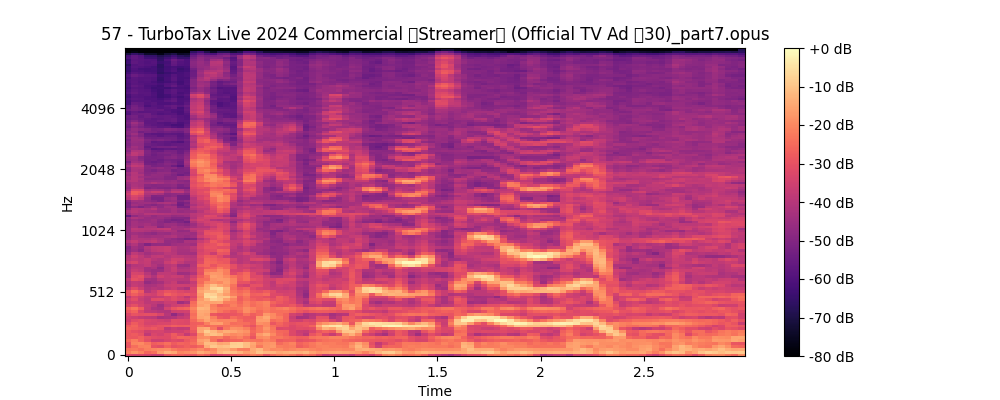 57 - TurboTax Live 2024 Commercial ▯Streamer▯ (Official TV Ad ▯30)_part7.opus
Hz
4096
2048
1024
512
0
0 0.5 1 1.5 2 2.5
Time
+0 dB
-10 dB
-20 dB
-30 dB
-40 dB
-50 dB
-60 dB
-70 dB
-80 dB